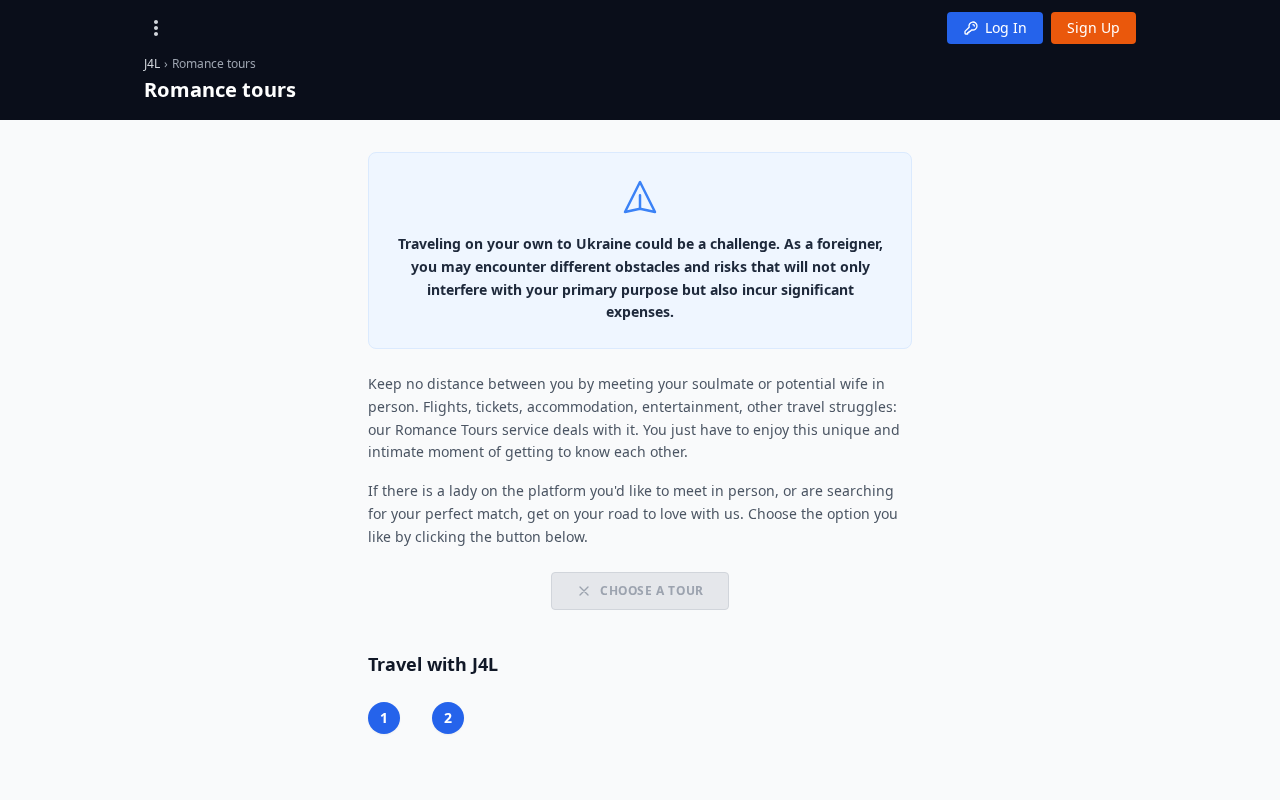 Log In
Sign Up
J4L › Romance tours
Romance tours
Traveling on your own to Ukraine could be a challenge. As a foreigner,
you may encounter different obstacles and risks that will not only
interfere with your primary purpose but also incur significant
expenses.
Keep no distance between you by meeting your soulmate or potential wife in
person. Flights, tickets, accommodation, entertainment, other travel struggles:
our Romance Tours service deals with it. You just have to enjoy this unique and
intimate moment of getting to know each other.
If there is a lady on the platform you'd like to meet in person, or are searching
for your perfect match, get on your road to love with us. Choose the option you
like by clicking the button below.
CHOOSE A TOUR
Travel with J4L
1 2